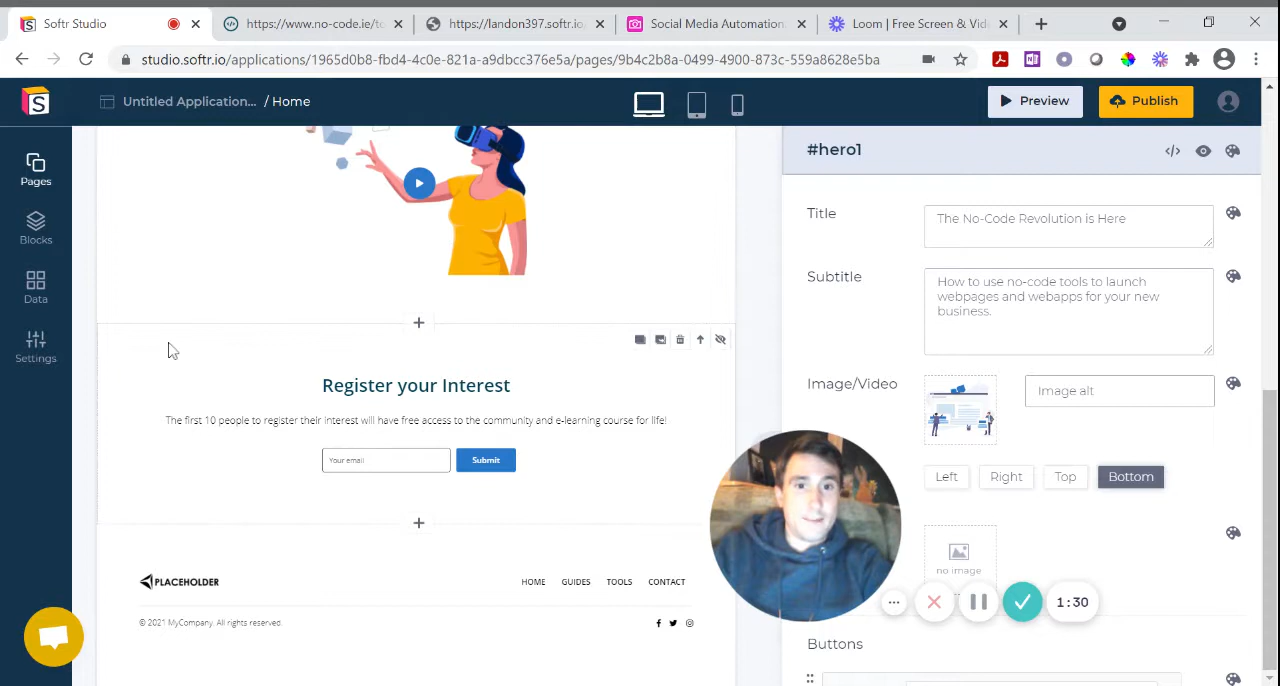 Softr Studio
https://www.no-code.ie/to
https://landon397.softr.io,
Social Media Automation
Loom | Free Screen & Vid
studio.softr.io/applications/1965d0b8-fbd4-4c0e-821a-a9dbcc376e5a/pages/9b4c2b8a-0499-4900-873c-559a8628e5ba
S
Untitled Application... / Home
Preview
Publish
Pages
Blocks
Data
Settings
Register your Interest
The first 10 people to register their interest will have free access to the community and e-learning course for life!
Your email
Submit
PLACEHOLDER
HOME
GUIDES
TOOLS
CONTACT
© 2021 MyCompany. All rights reserved.
#hero1
Title
The No-Code Revolution is Here
Subtitle
How to use no-code tools to launch
webpages and webapps for your new
business.
Image/Video
Image alt
Left
Right
Top
Bottom
no image
1:30
Buttons